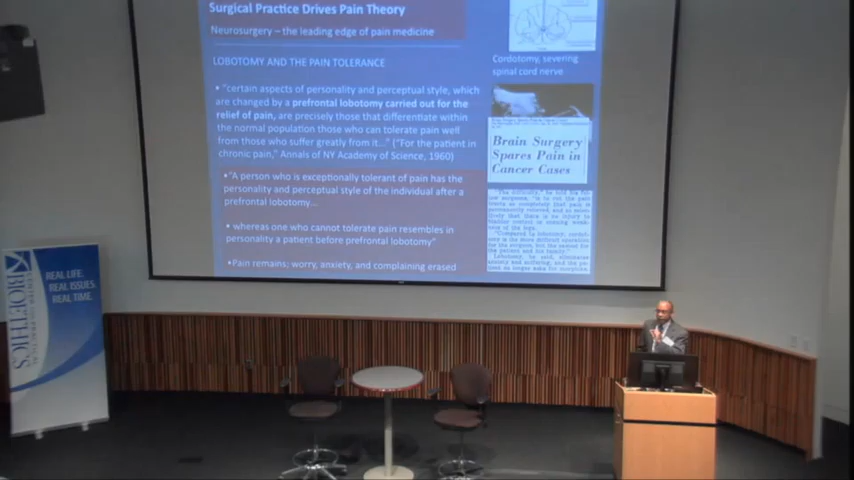 Surgical Practice Drives Pain Theory
Neurosurgery – the leading edge of pain medicine
LOBOTOMY AND THE PAIN TOLERANCE
• "certain aspects of personality and perceptual style, which
are changed by a prefrontal lobotomy carried out for the
relief of pain, are precisely those that differentiate within
the normal population those who can tolerate pain well
from those who suffer greatly from it..." ("For the patient in
chronic pain," Annals of NY Academy of Science, 1960)
• "A person who is exceptionally tolerant of pain has the
personality and perceptual style of the individual after a
prefrontal lobotomy...
• whereas one who cannot tolerate pain resembles in
personality a patient before prefrontal lobotomy"
•Pain remains; worry, anxiety, and complaining erased
Cordotomy, severing
spinal cord nerve
Brain Surgery
Spares Pain in
Cancer Cases
REAL LIFE.
REAL ISSUES.
REAL TIME.
CENTER FOR PRACTICAL
BIOETHICS